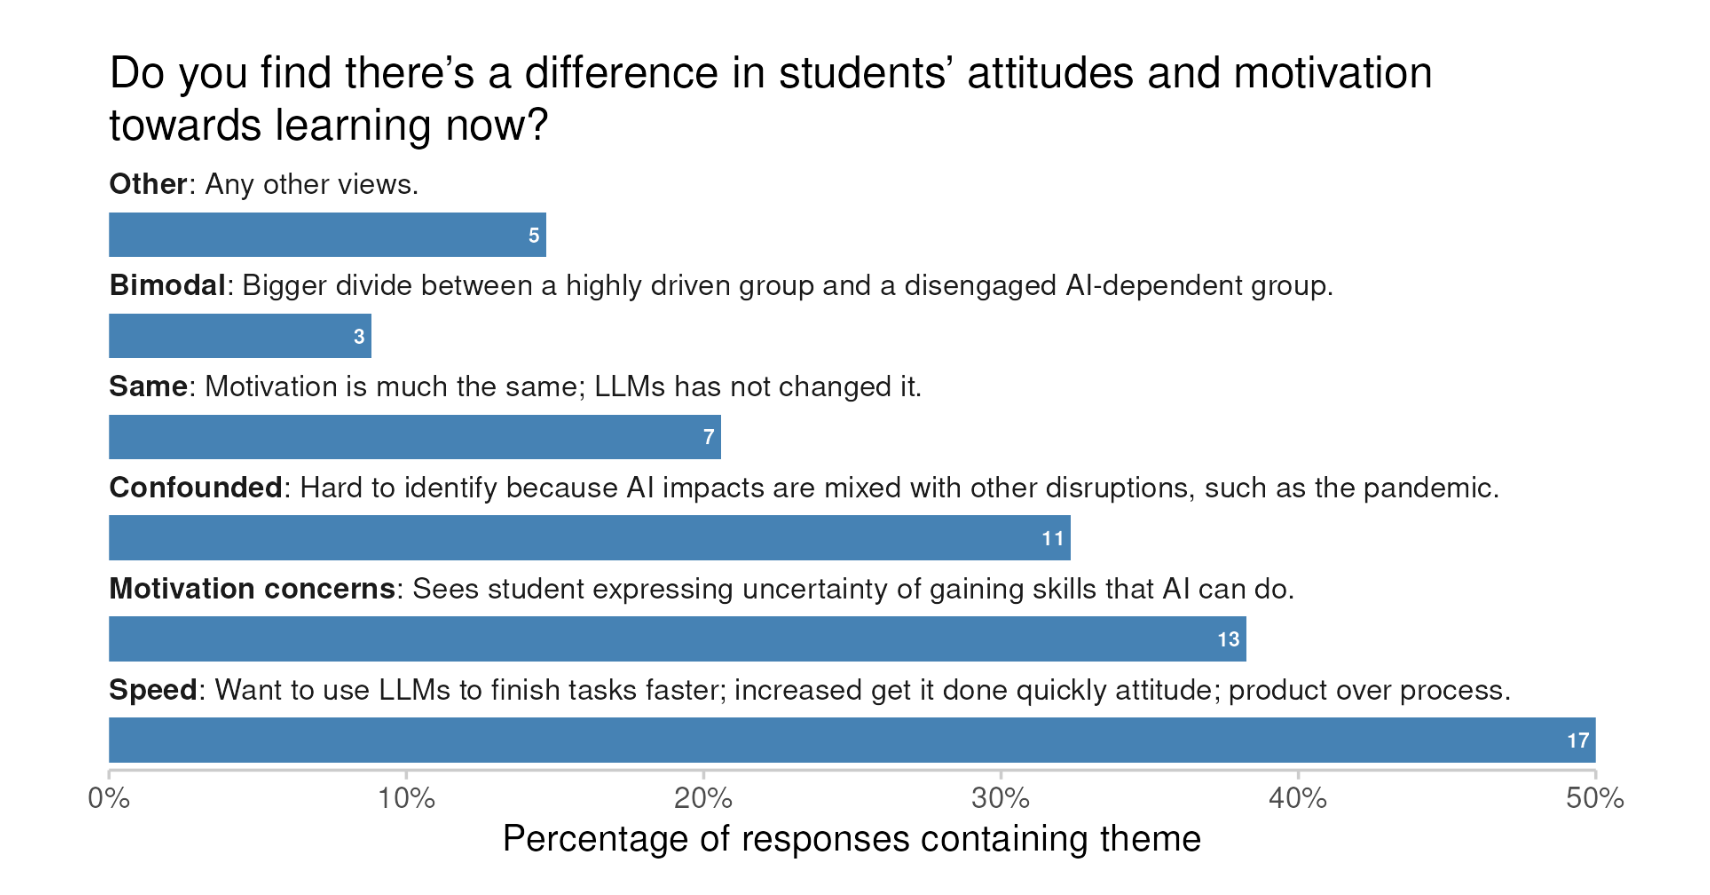 Do you find there’s a difference in students’ attitudes and motivation
towards learning now?
Other: Any other views.
5
Bimodal: Bigger divide between a highly driven group and a disengaged AI-dependent group.
3
Same: Motivation is much the same; LLMs has not changed it.
7
Confounded: Hard to identify because AI impacts are mixed with other disruptions, such as the pandemic.
11
Motivation concerns: Sees student expressing uncertainty of gaining skills that AI can do.
13
Speed: Want to use LLMs to finish tasks faster; increased get it done quickly attitude; product over process.
17
0% 10% 20% 30% 40% 50%
Percentage of responses containing theme